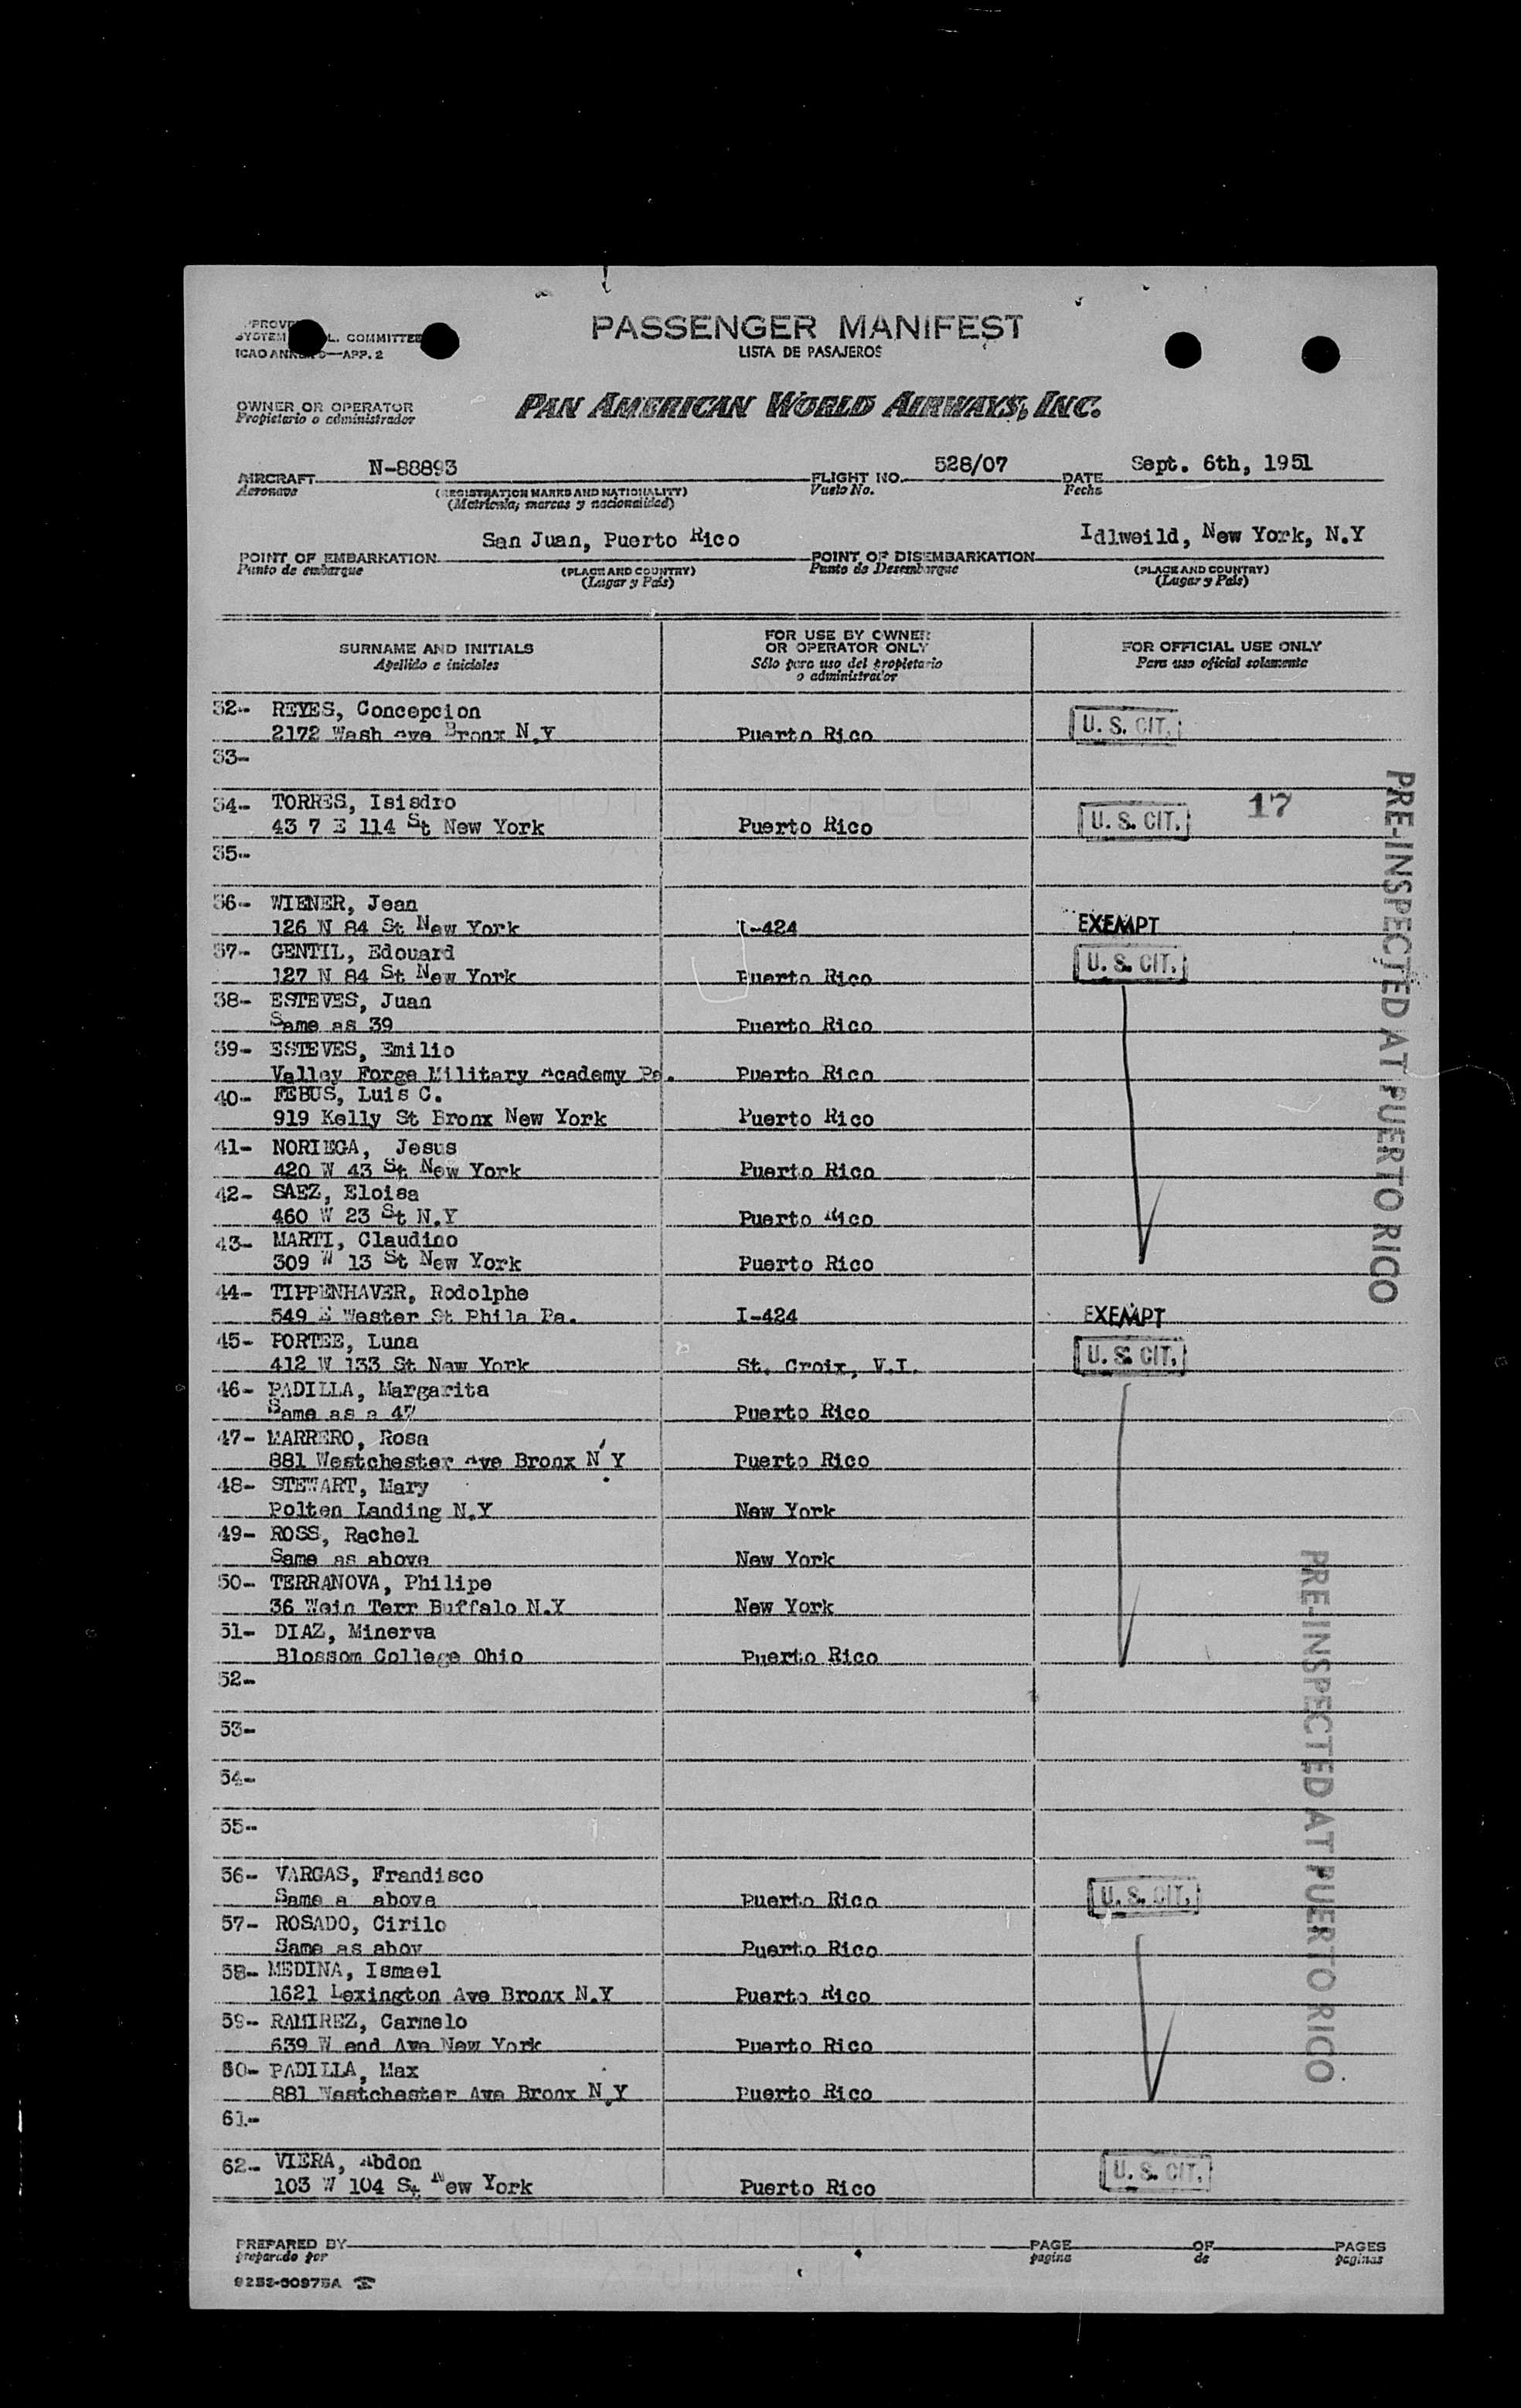 PASSENGER MANIFEST
LISTA DE PASAJEROS
L. COMMITTEE
ICAO ANNEX 9—APP. 2
OWNER OR OPERATOR
Propietario o administrador
PAN AMERICAN WORLD AIRWAYS, INC.
AIRCRAFT N-88893 FLIGHT NO. 528/07 DATE Sept. 6th, 1951
Aeronave (REGISTRATION MARKS AND NATIONALITY) Vuelo No. Fecha
(Matrícula; marcas y nacionalidad)
POINT OF EMBARKATION San Juan, Puerto Rico POINT OF DISEMBARKATION Idlweild, New York, N.Y
Punto de embarque (PLACE AND COUNTRY) Punto de Desembarque (PLACE AND COUNTRY)
(Lugar y País) (Lugar y País)
SURNAME AND INITIALS
Apellido e iniciales
FOR USE BY OWNER
OR OPERATOR ONLY
Sólo para uso del propietario
o administrador
FOR OFFICIAL USE ONLY
Para uso oficial solamente
32- REYES, Concepcion
2172 Wash Ave Bronx N.Y Puerto Rico U. S. CIT.
33-
34- TORRES, Isisdro 17
43 7 E 114 St New York Puerto Rico U. S. CIT.
35-
36- WIENER, Jean
126 N 84 St New York I-424 EXEMPT
37- GENTIL, Edouard
127 N 84 St New York Puerto Rico U. S. CIT.
38- ESTEVES, Juan
Same as 39 Puerto Rico
39- ESTEVES, Emilio
Valley Forge Military Academy Pa. Puerto Rico
40- FEBUS, Luis C.
919 Kelly St Bronx New York Puerto Rico
41- NORIEGA, Jesus
420 W 43 St New York Puerto Rico
42- SAEZ, Eloisa
460 W 23 St N.Y Puerto Rico
43- MARTI, Claudino
309 W 13 St New York Puerto Rico
44- TIPPENHAVER, Rodolphe
549 E Wester St Phila Pa. I-424 EXEMPT
45- PORTEE, Luna
412 W 133 St New York St. Croix, V.I. U. S. CIT.
46- PADILLA, Margarita
Same as a 47 Puerto Rico
47- MARRERO, Rosa
881 Westchester Ave Bronx N Y Puerto Rico
48- STEWART, Mary
Polten Landing N.Y New York
49- ROSS, Rachel
Same as above New York
50- TERRANOVA, Philipe
36 Wein Terr Buffalo N.Y New York
51- DIAZ, Minerva
Blossom College Ohio Puerto Rico
52-
53-
54-
55-
56- VARGAS, Frandisco
Same a above Puerto Rico U. S. CIT.
57- ROSADO, Cirilo
Same as abov Puerto Rico
58- MEDINA, Ismael
1621 Lexington Ave Bronx N.Y Puerto Rico
59- RAMIREZ, Carmelo
639 W end Ave New York Puerto Rico
60- PADILLA, Max
881 Westchester Ave Bronx N.Y Puerto Rico
61-
62- VIERA, Abdon
103 W 104 St New York Puerto Rico U. S. CIT.
PRE-INSPECTED AT PUERTO RICO
PRE-INSPECTED AT PUERTO RICO
PREPARED BY PAGE OF PAGES
preparado por pagina de paginas